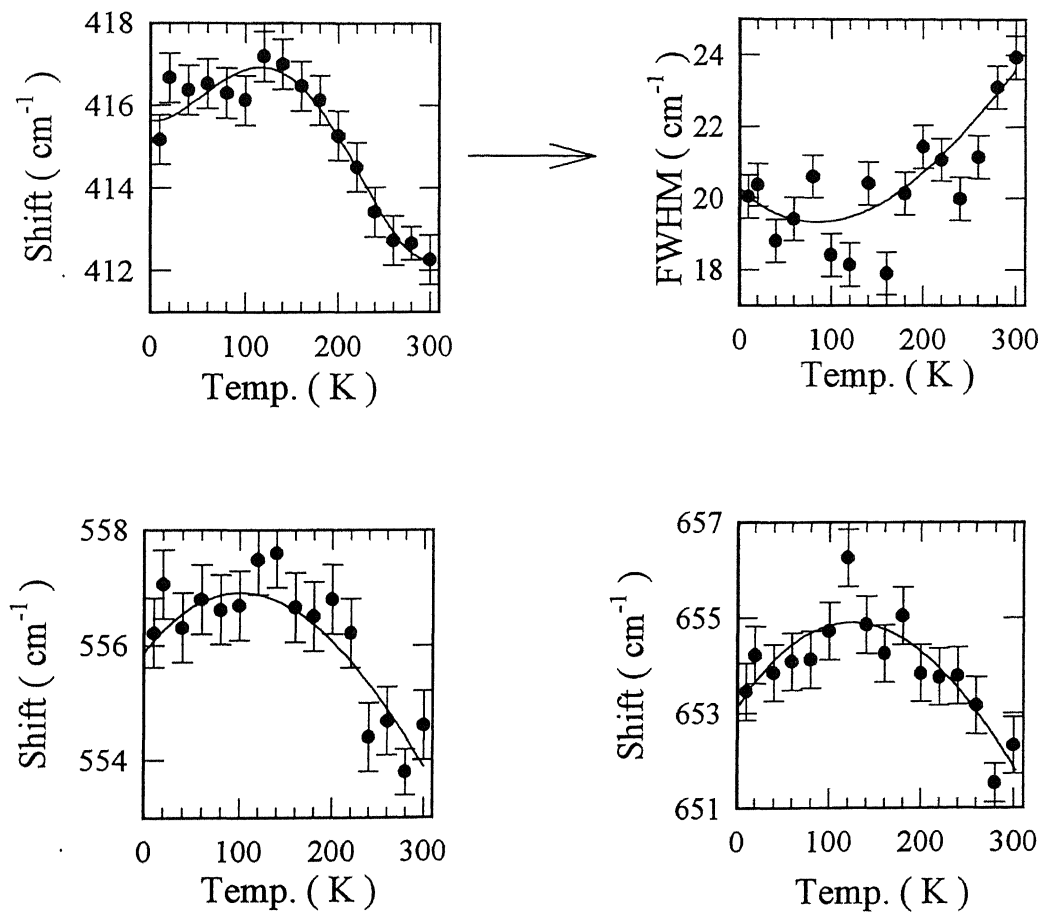 418
416
414
412
Shift ( cm⁻¹ )
0 100 200 300
Temp. ( K )
24
22
20
18
FWHM ( cm⁻¹ )
0 100 200 300
Temp. ( K )
558
556
554
Shift ( cm⁻¹ )
0 100 200 300
Temp. ( K )
657
655
653
651
Shift ( cm⁻¹ )
0 100 200 300
Temp. ( K )